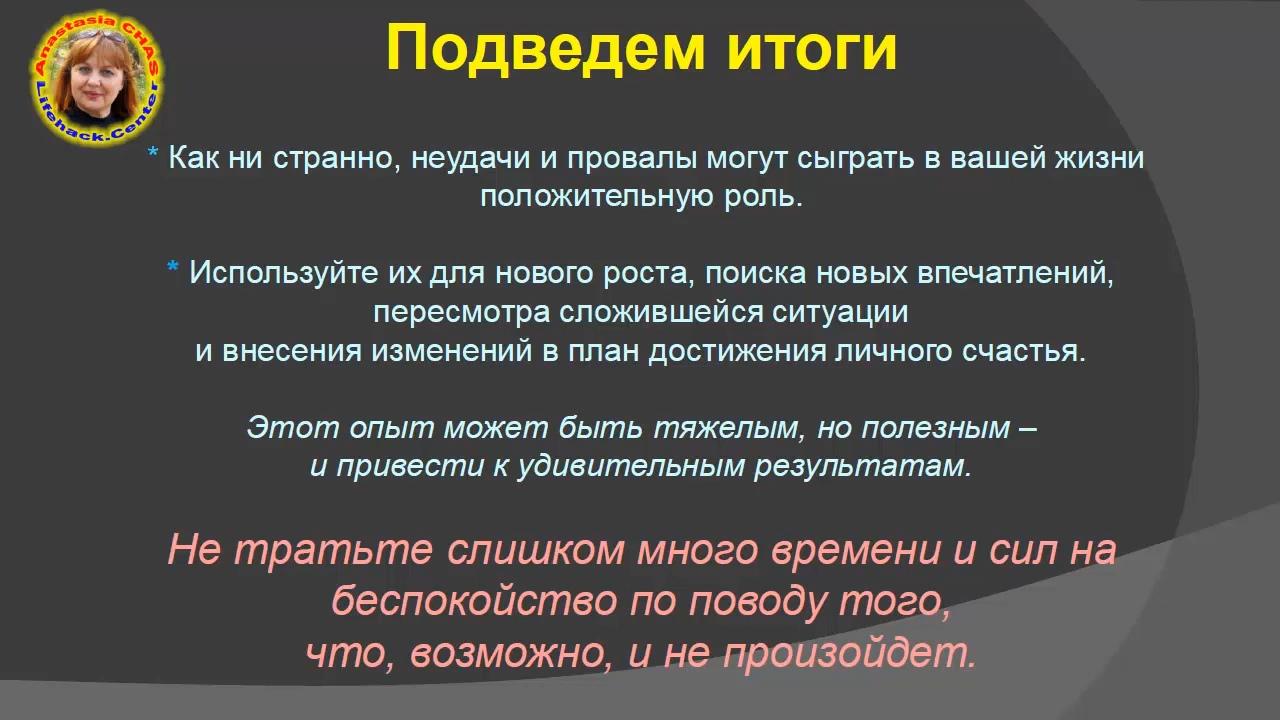 Anastasia CHAS
Lifehack.Center
Подведем итоги
* Как ни странно, неудачи и провалы могут сыграть в вашей жизни
положительную роль.
* Используйте их для нового роста, поиска новых впечатлений,
пересмотра сложившейся ситуации
и внесения изменений в план достижения личного счастья.
Этот опыт может быть тяжелым, но полезным –
и привести к удивительным результатам.
Не тратьте слишком много времени и сил на
беспокойство по поводу того,
что, возможно, и не произойдет.